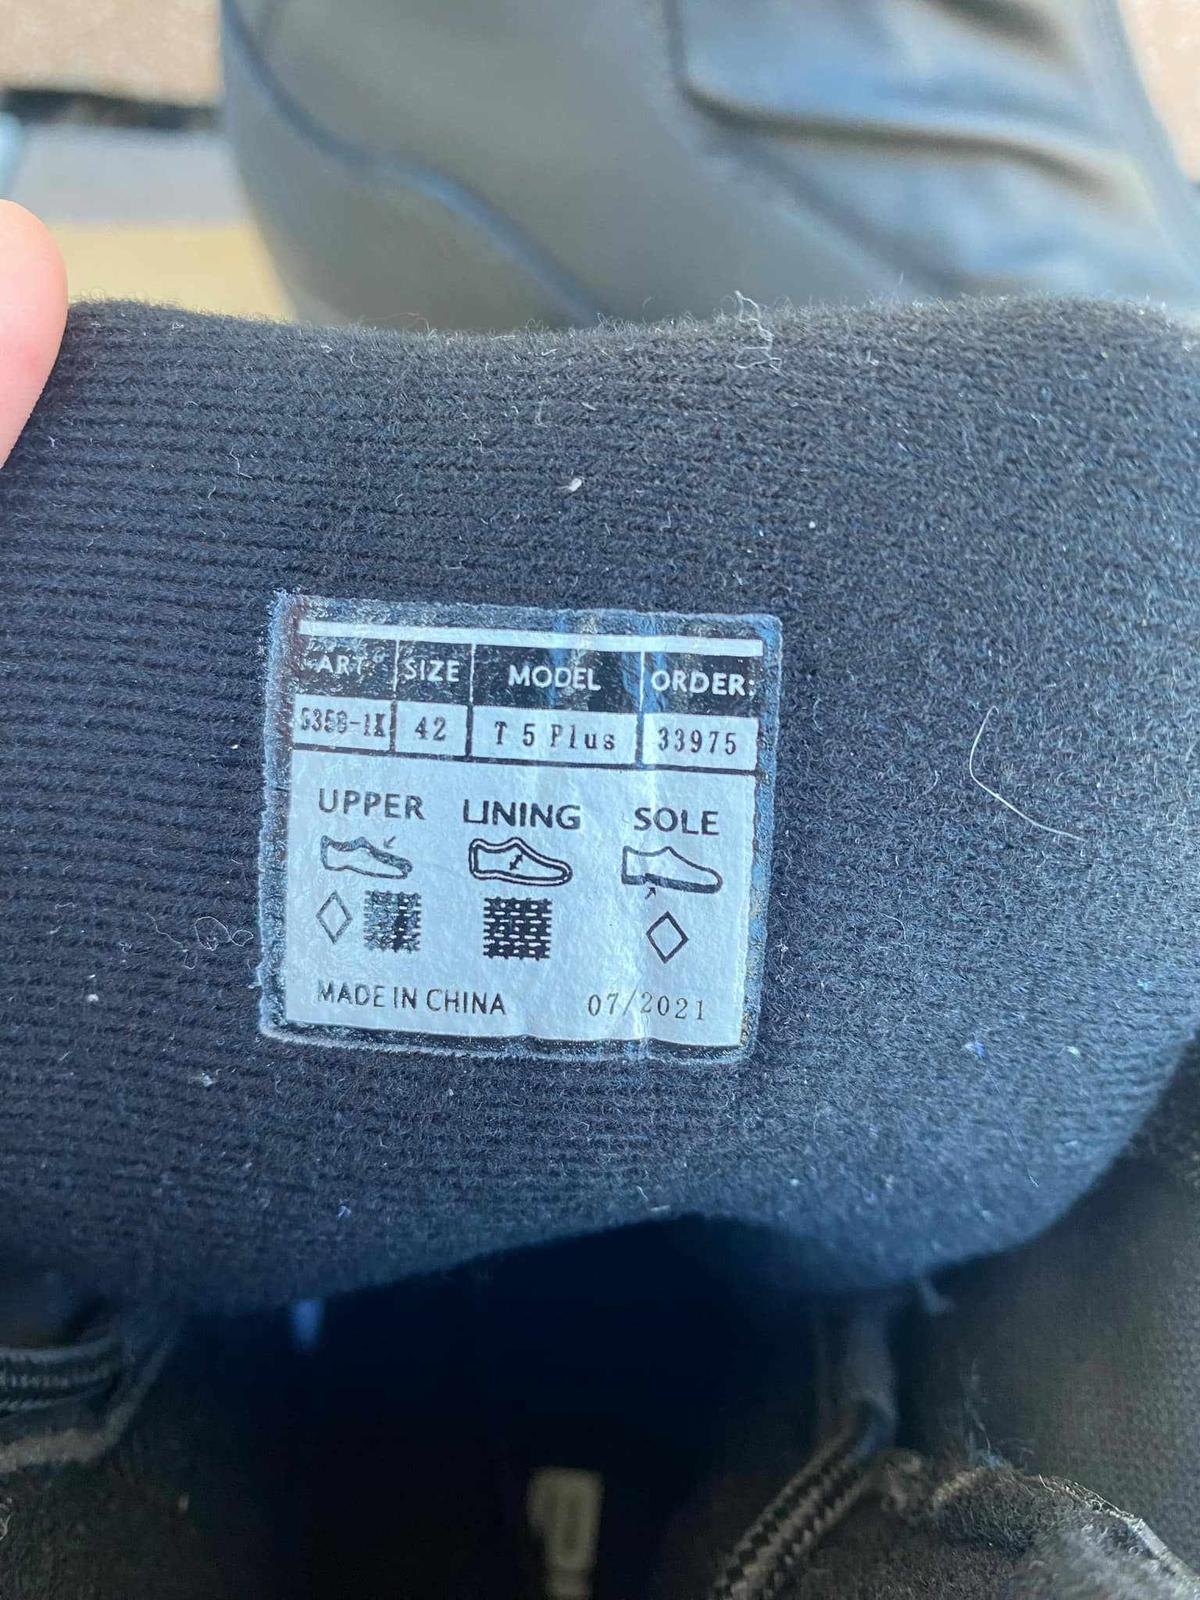 ART SIZE MODEL ORDER:
42 T 5 Plus 33975
UPPER LINING SOLE
MADE IN CHINA 07/2021